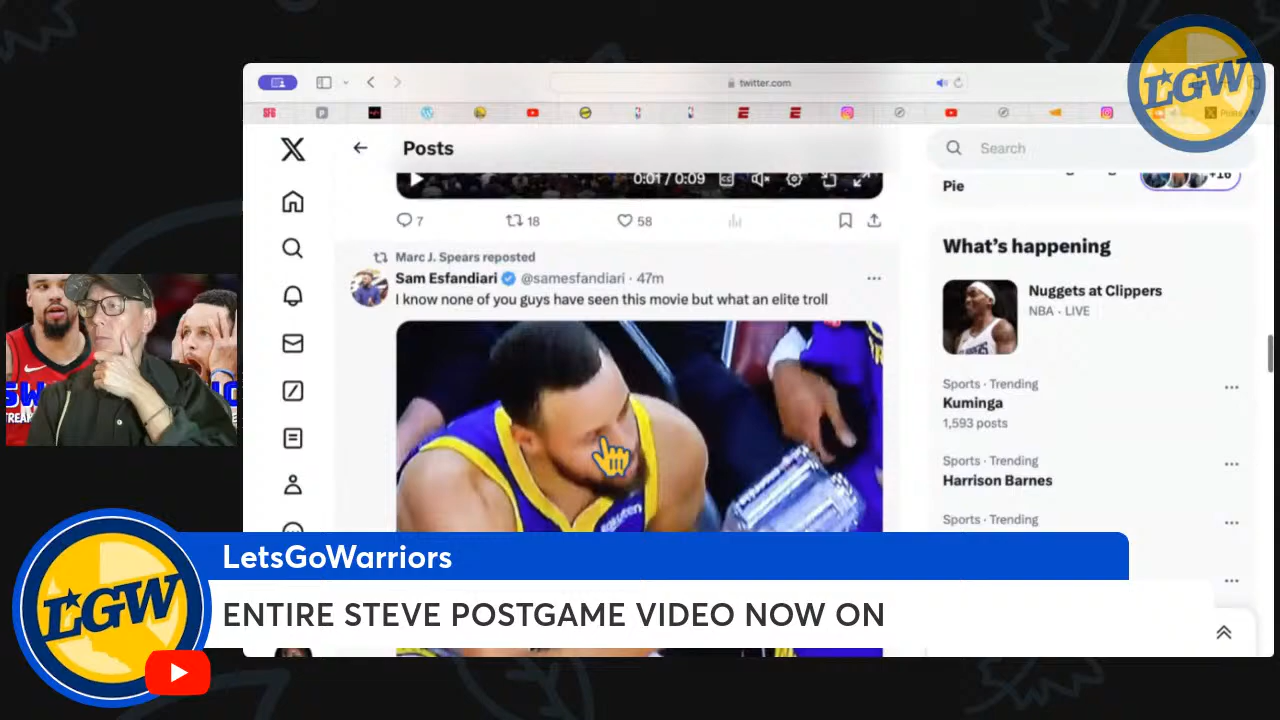 LGW
twitter.com
Posts
Search
0:01 / 0:09
Pie
+16
7
18
58
What's happening
Marc J. Spears reposted
Sam Esfandiari @samesfandiari · 47m
I know none of you guys have seen this movie but what an elite troll
Nuggets at Clippers
NBA · LIVE
Sports · Trending
Kuminga
1,593 posts
Sports · Trending
Harrison Barnes
Sports · Trending
Rakuten
LetsGoWarriors
ENTIRE STEVE POSTGAME VIDEO NOW ON
LGW